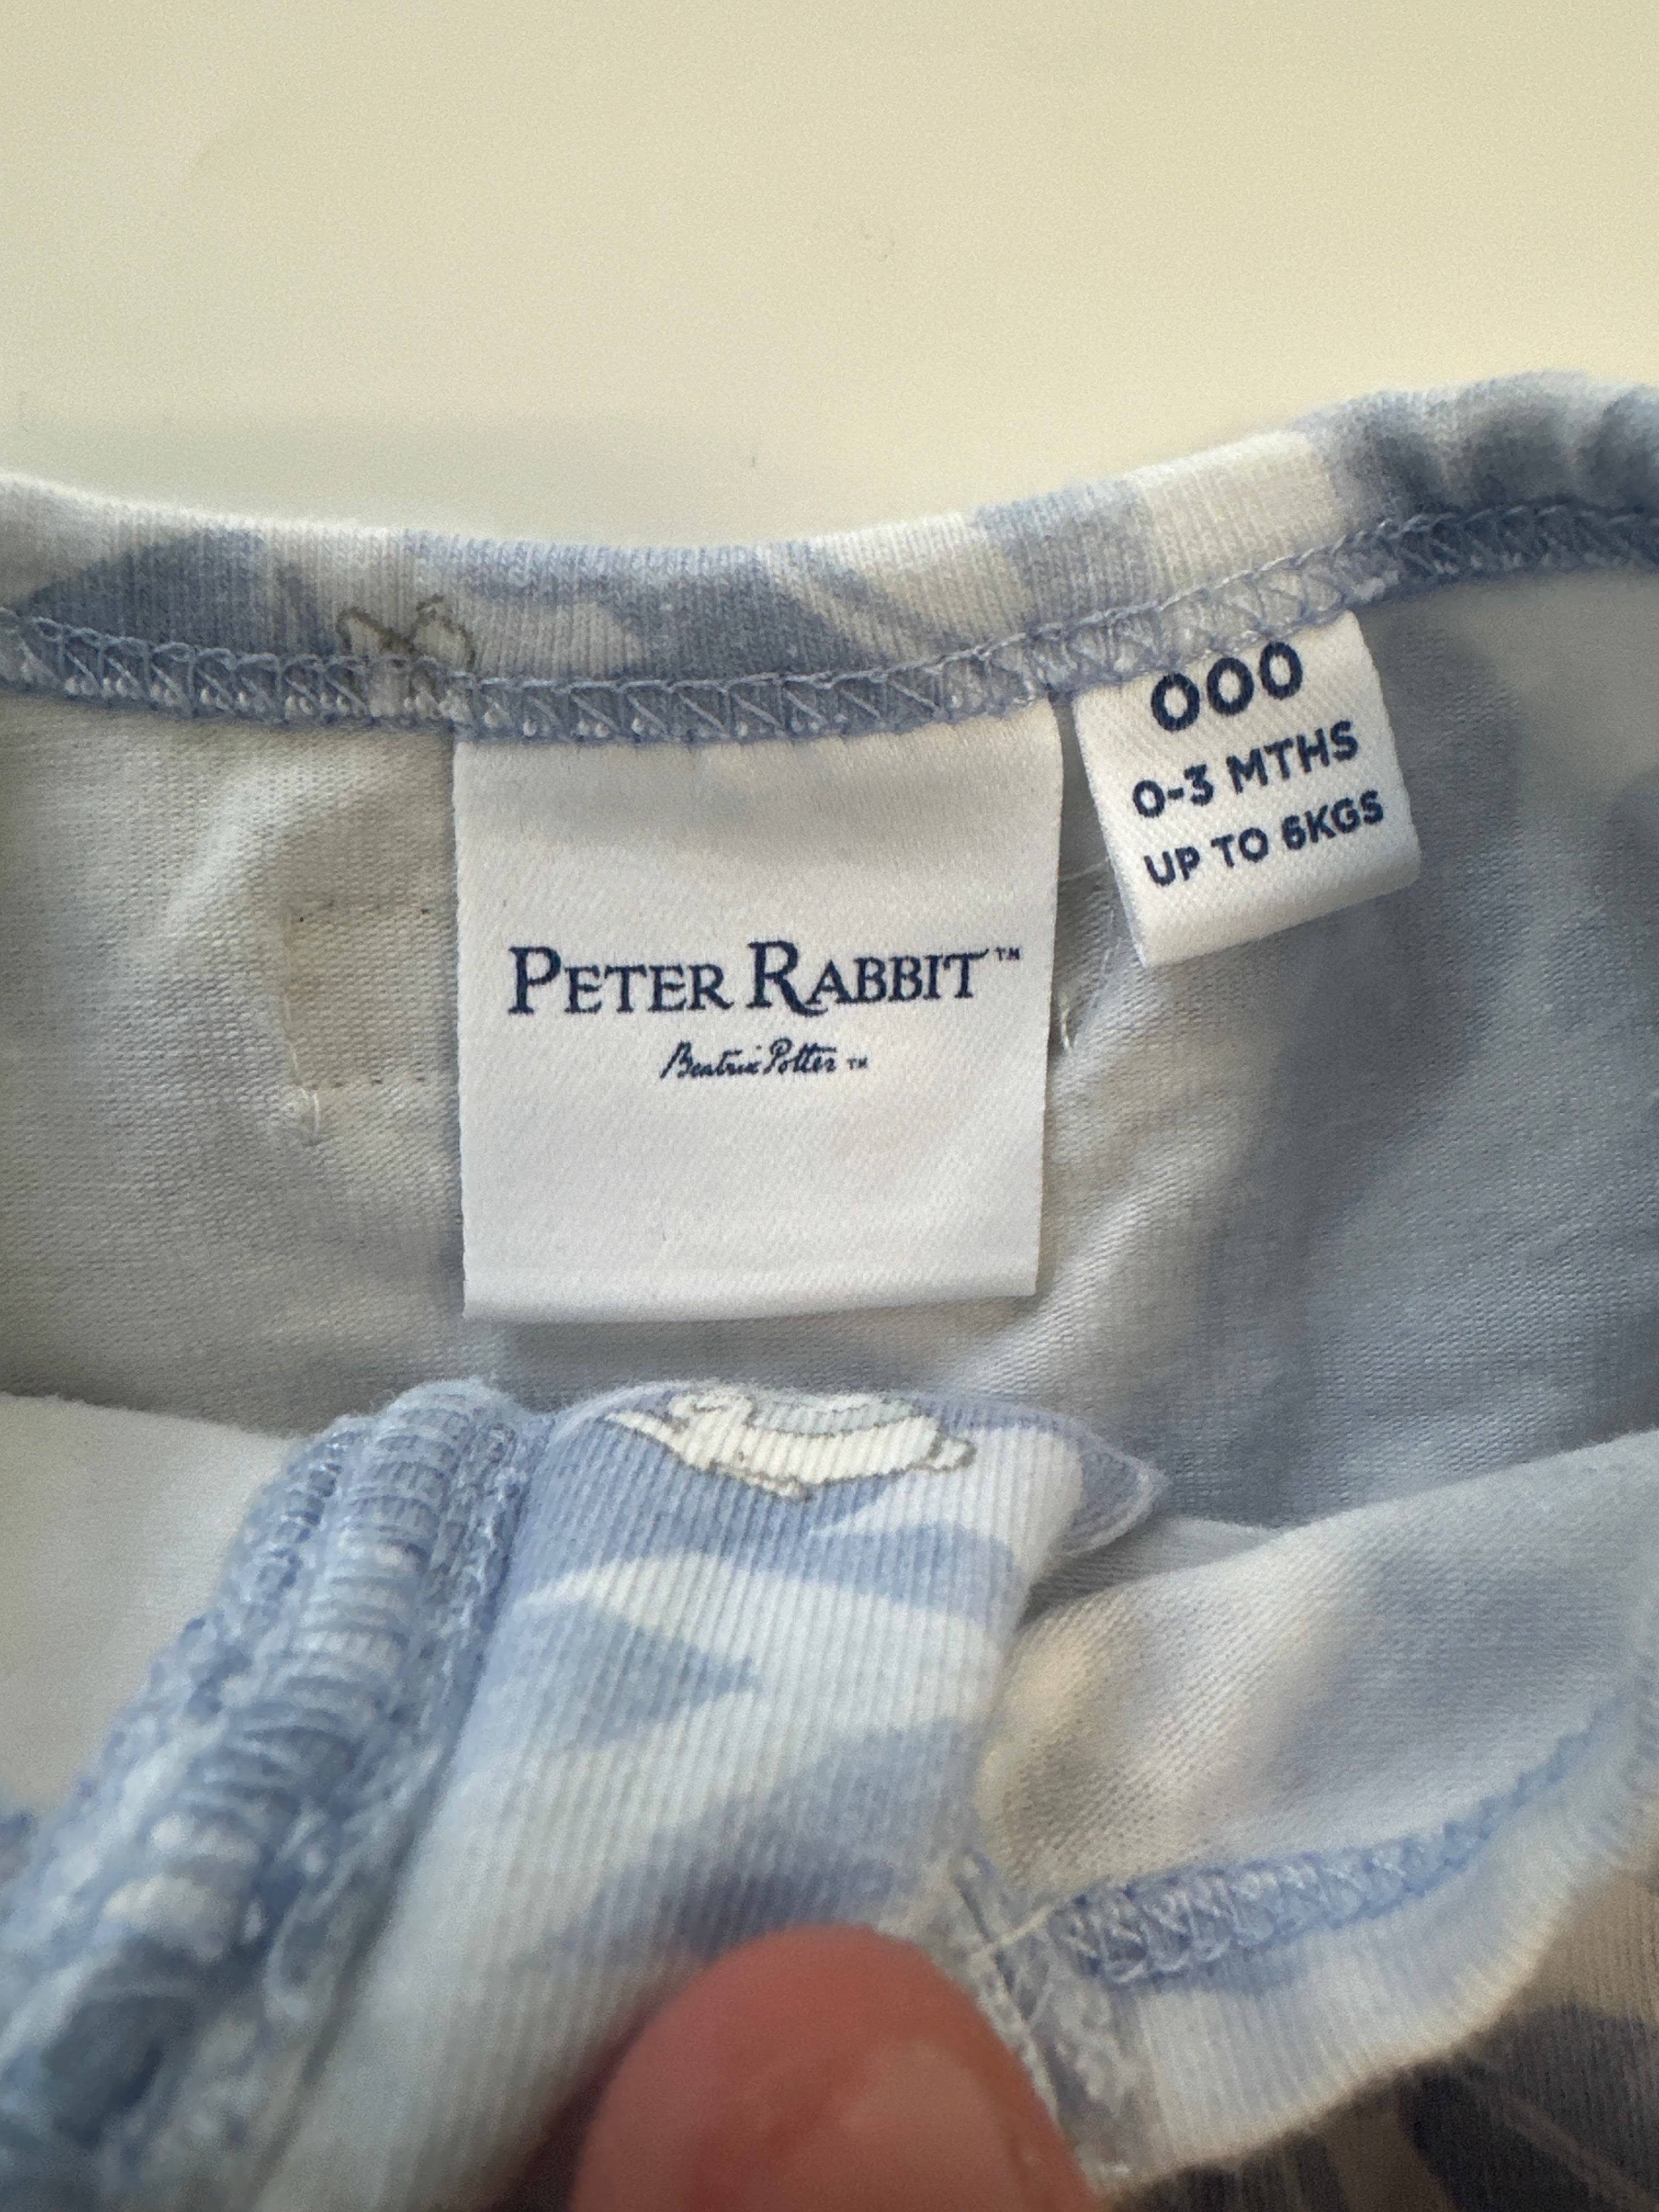 000
0-3 MTHS
UP TO 6KGS
PETER RABBIT™
Beatrix Potter™